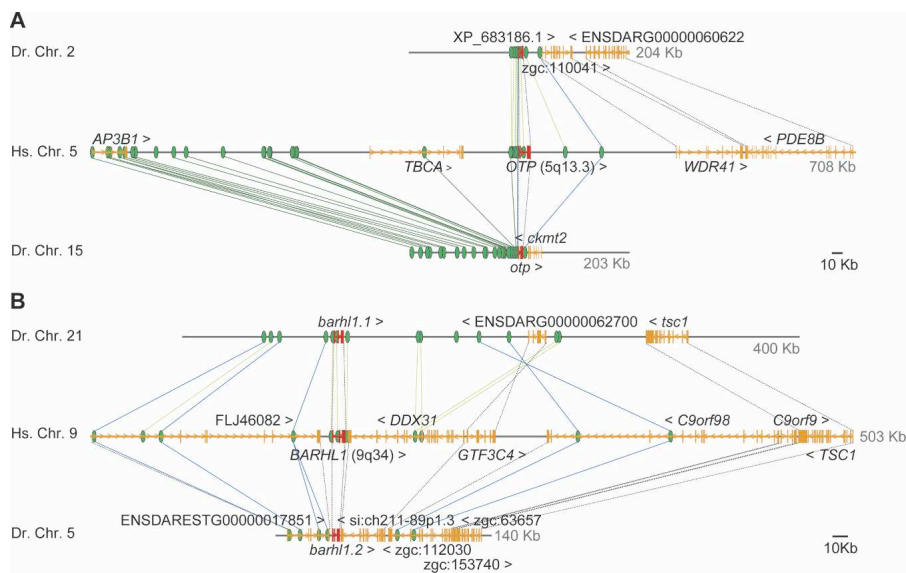 A
XP_683186.1 > < ENSDARG00000060622
Dr. Chr. 2
204 Kb
zgc:110041 >
AP3B1 >
< PDE8B
Hs. Chr. 5
TBCA >
OTP (5q13.3) >
WDR41 >
708 Kb
< ckmt2
Dr. Chr. 15
203 Kb
otp >
10 Kb
B
barhl1.1 > < ENSDARG00000062700 < tsc1
Dr. Chr. 21
400 Kb
FLJ46082 > < DDX31 < C9orf98 C9orf9 >
Hs. Chr. 9
503 Kb
BARHL1 (9q34) > GTF3C4 > < TSC1
ENSDARESTG00000017851 > < si:ch211-89p1.3 < zgc:63657
Dr. Chr. 5
140 Kb
barhl1.2 > < zgc:112030
10Kb
zgc:153740 >